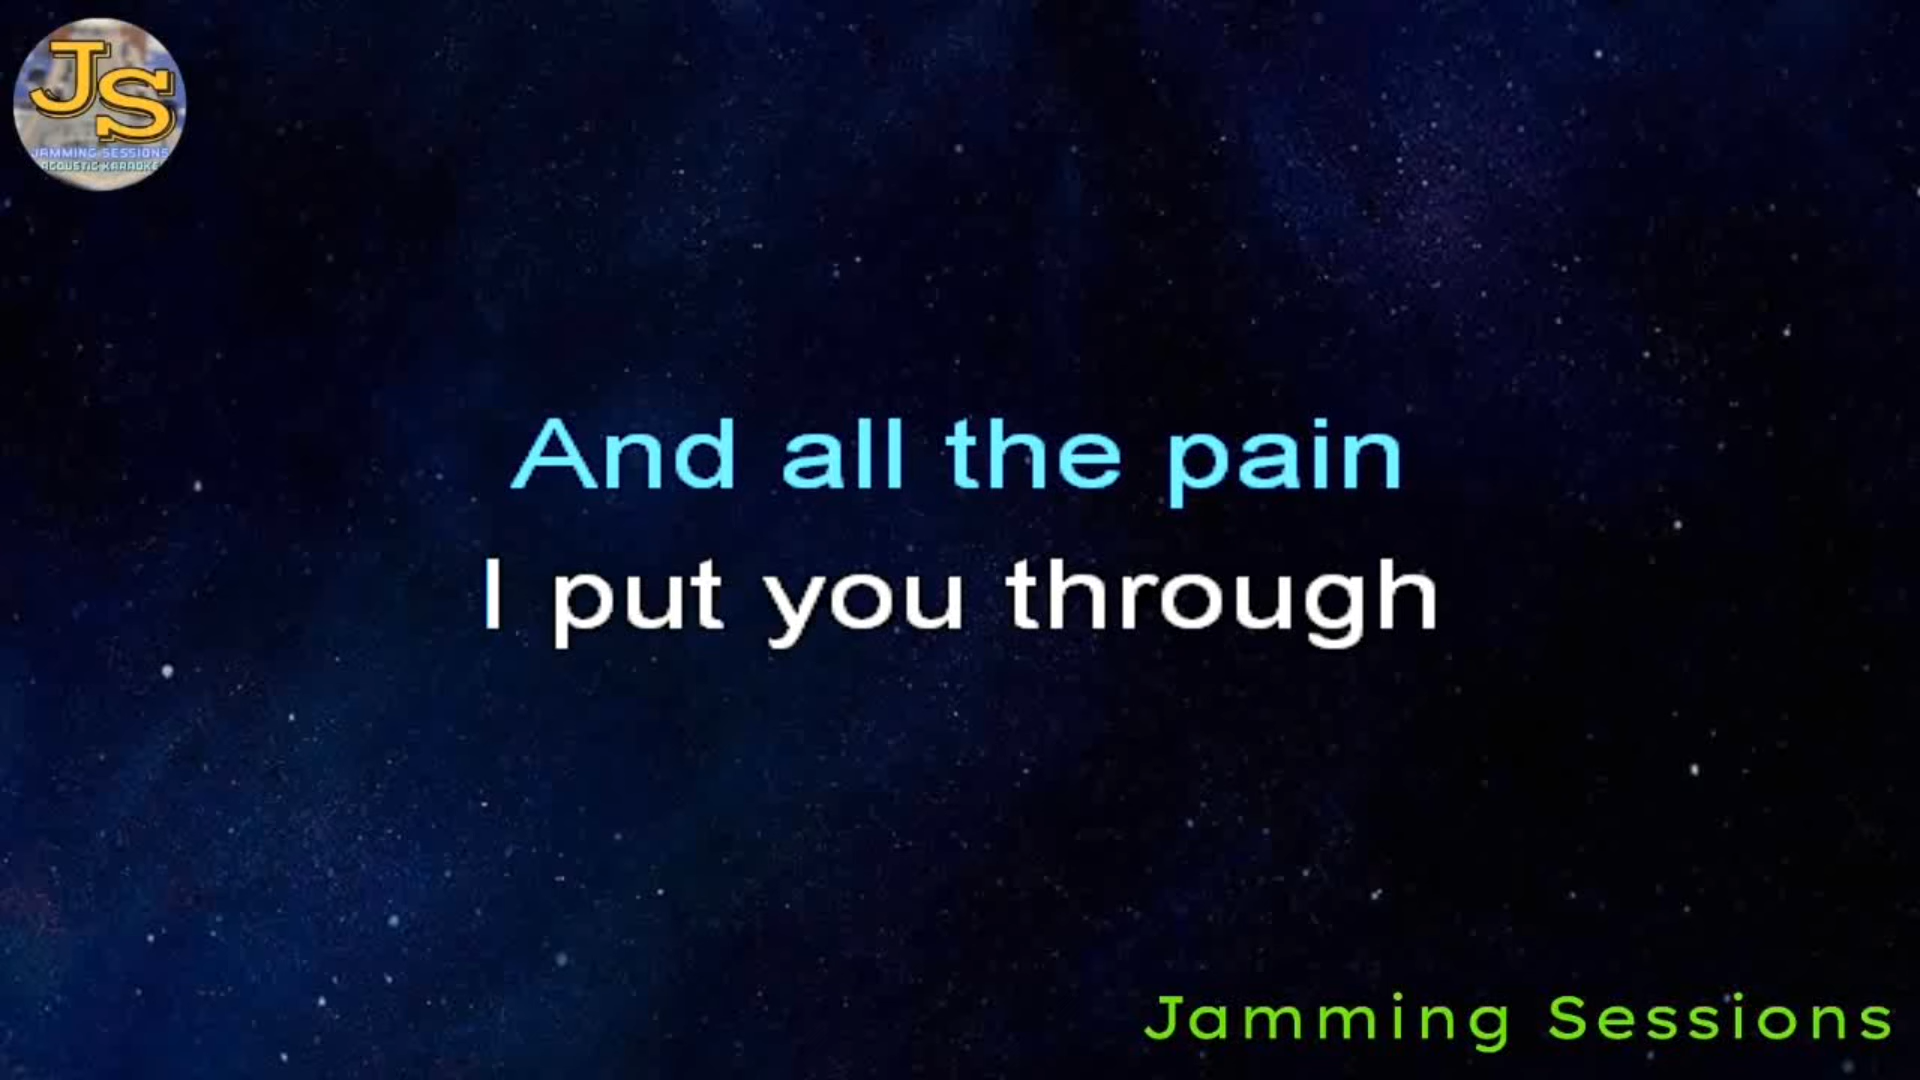 JS
JAMMING SESSIONS
ACOUSTIC KARAOKE
And all the pain
I put you through
Jamming Sessions